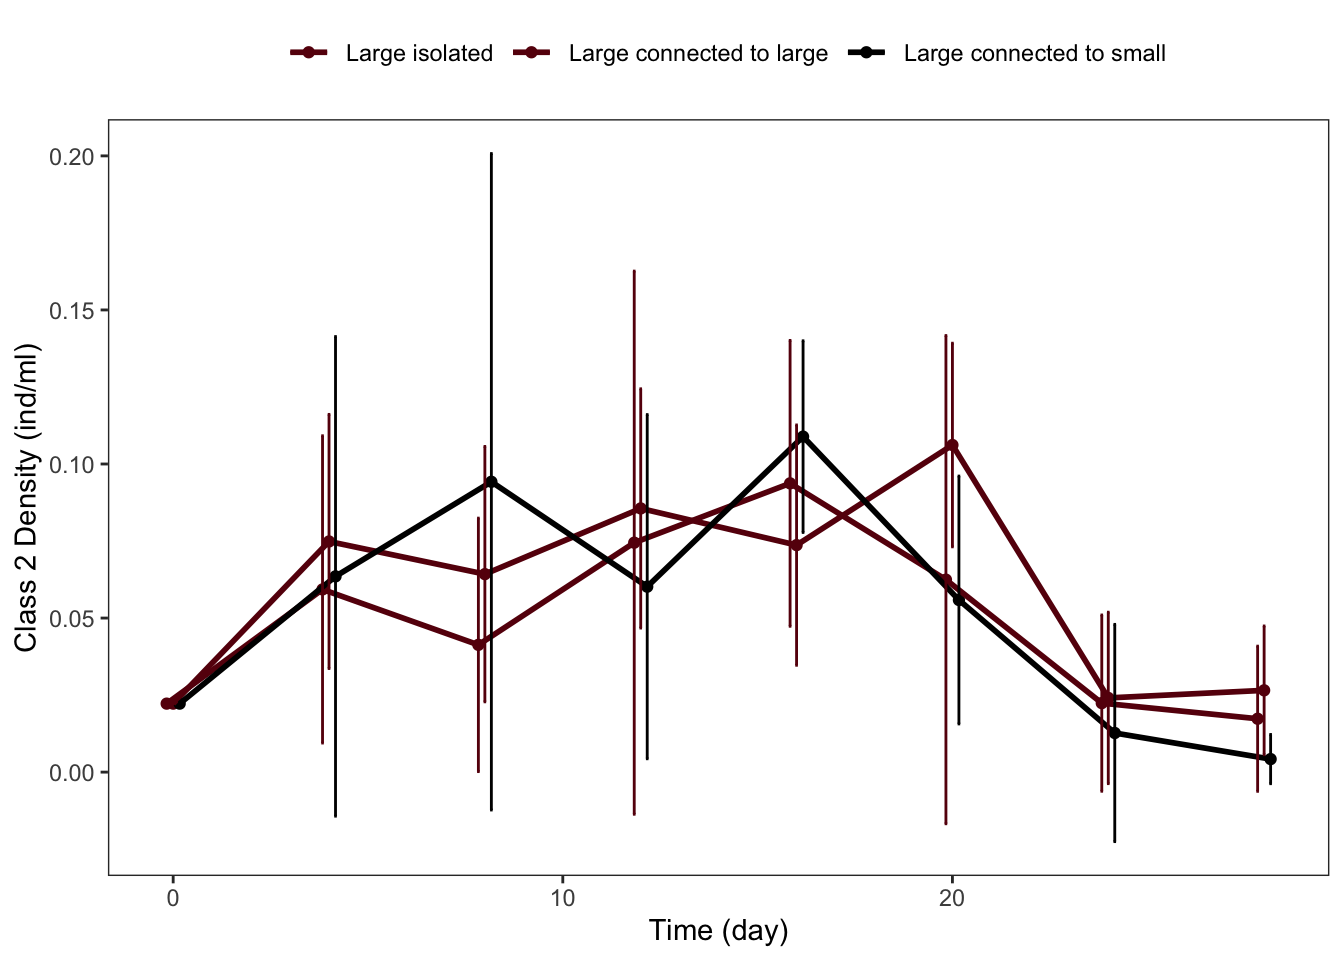 Large isolated Large connected to large Large connected to small
Class 2 Density (ind/ml)
0.20
0.15
0.10
0.05
0.00
0 10 20
Time (day)